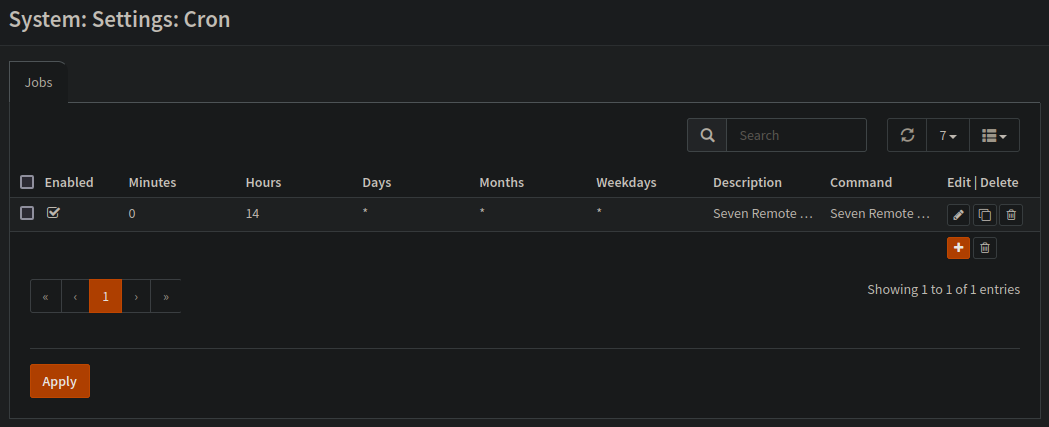 System: Settings: Cron
Jobs
Search
7
Enabled Minutes Hours Days Months Weekdays Description Command Edit | Delete
0 14 * * * Seven Remote … Seven Remote …
« ‹ 1 › »
Showing 1 to 1 of 1 entries
Apply